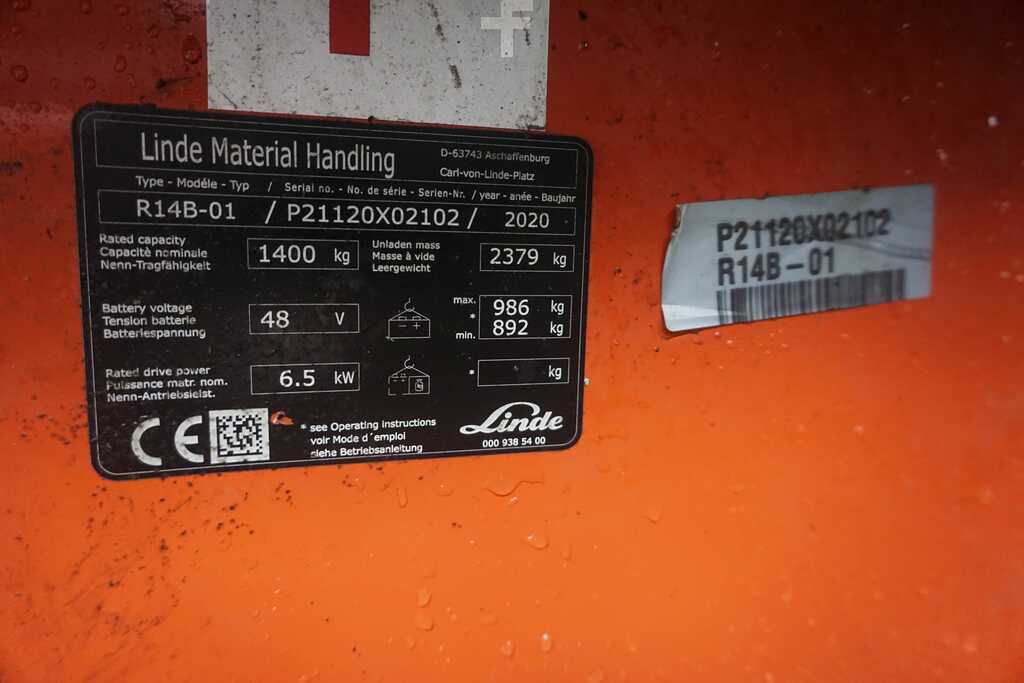 Linde Material Handling
D-63743 Aschaffenburg
Carl-von-Linde-Platz
Type - Modéle - Typ / Serial no. - No. de série - Serien-Nr. / year - anée - Baujahr
R14B-01 / P21120X02102 / 2020
Rated capacity
Capacité nominale
Nenn-Tragfähigkeit
1400 kg
Unladen mass
Masse à vide
Leergewicht
2379 kg
Battery voltage
Tension batterie
Batteriespannung
48 V
- +
max. 986 kg
*
min. 892 kg
Rated drive power
Puissance matr. nom.
Nenn-Antriebsleist.
6.5 kW
- + kg
* kg
CE
* see Operating instructions
voir Mode d´emploi
siehe Betriebsanleitung
Linde
000 938 54 00
P21120X02102
R14B-01